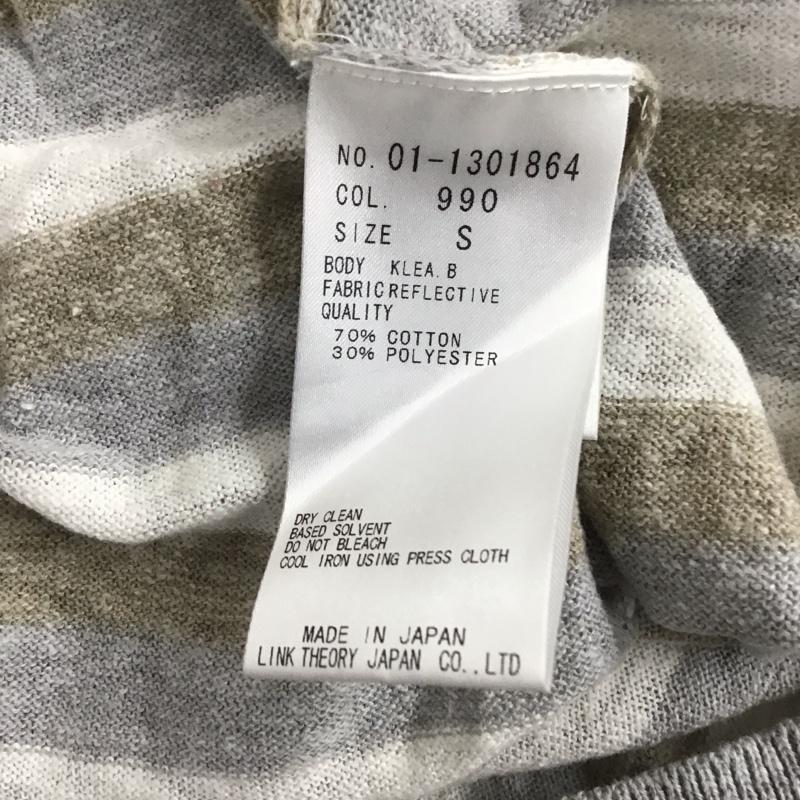 NO. 01-1301864
COL. 990
SIZE S
BODY KLEA.B
FABRIC REFLECTIVE
QUALITY
70% COTTON
30% POLYESTER
DRY CLEAN
BASED SOLVENT
DO NOT BLEACH
COOL IRON USING PRESS CLOTH
MADE IN JAPAN
LINK THEORY JAPAN CO.,LTD